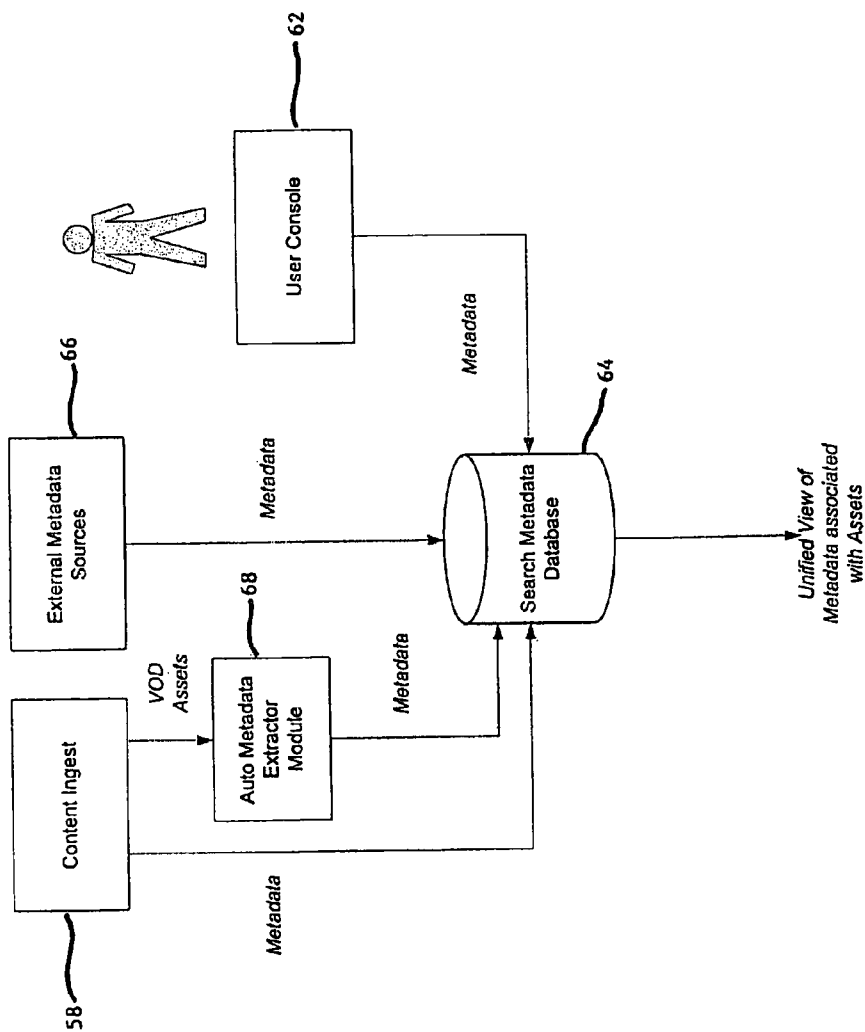 58
Content Ingest
VOD
Assets
68
Auto Metadata
Extractor
Module
Metadata
Metadata
66
External Metadata
Sources
Metadata
62
User Console
Metadata
64
Search Metadata
Database
Unified View of
Metadata associated
with Assets